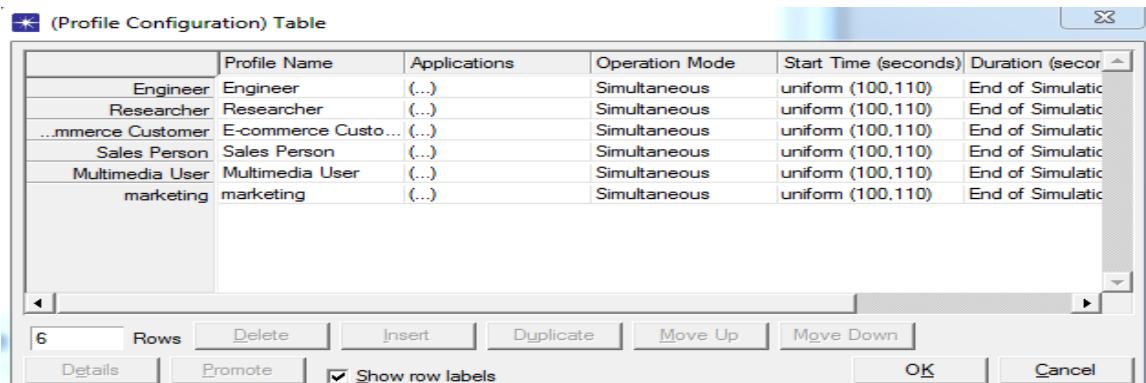 (Profile Configuration) Table
Profile Name Applications Operation Mode Start Time (seconds) Duration (secor
Engineer Engineer (...) Simultaneous uniform (100,110) End of Simulatic
Researcher Researcher (...) Simultaneous uniform (100,110) End of Simulatic
...mmerce Customer E-commerce Custo... (...) Simultaneous uniform (100,110) End of Simulatic
Sales Person Sales Person (...) Simultaneous uniform (100,110) End of Simulatic
Multimedia User Multimedia User (...) Simultaneous uniform (100,110) End of Simulatic
marketing marketing (...) Simultaneous uniform (100,110) End of Simulatic
6 Rows Delete Insert Duplicate Move Up Move Down
Details Promote Show row labels OK Cancel